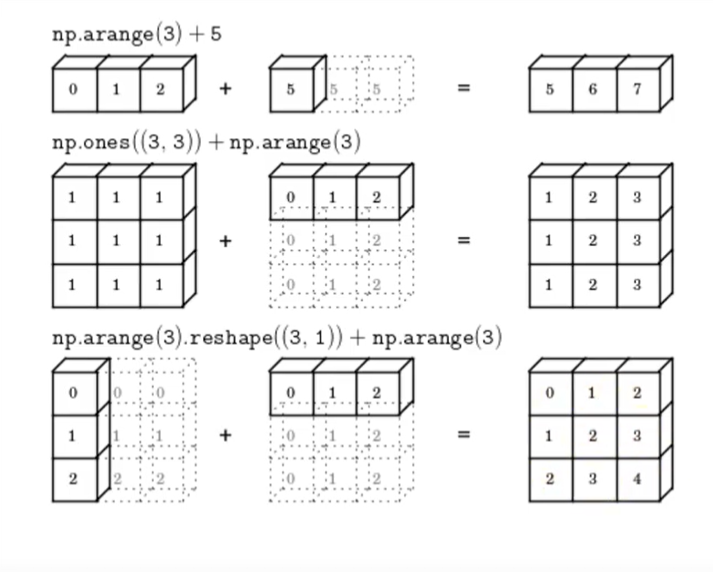 np.arange(3) + 5
0 1 2 + 5 5 5 = 5 6 7
np.ones((3, 3)) + np.arange(3)
1 1 1 0 1 2 1 2 3
1 1 1 + 0 1 2 = 1 2 3
1 1 1 0 1 2 1 2 3
np.arange(3).reshape((3, 1)) + np.arange(3)
0 0 0 0 1 2 0 1 2
1 1 1 + 0 1 2 = 1 2 3
2 2 2 0 1 2 2 3 4